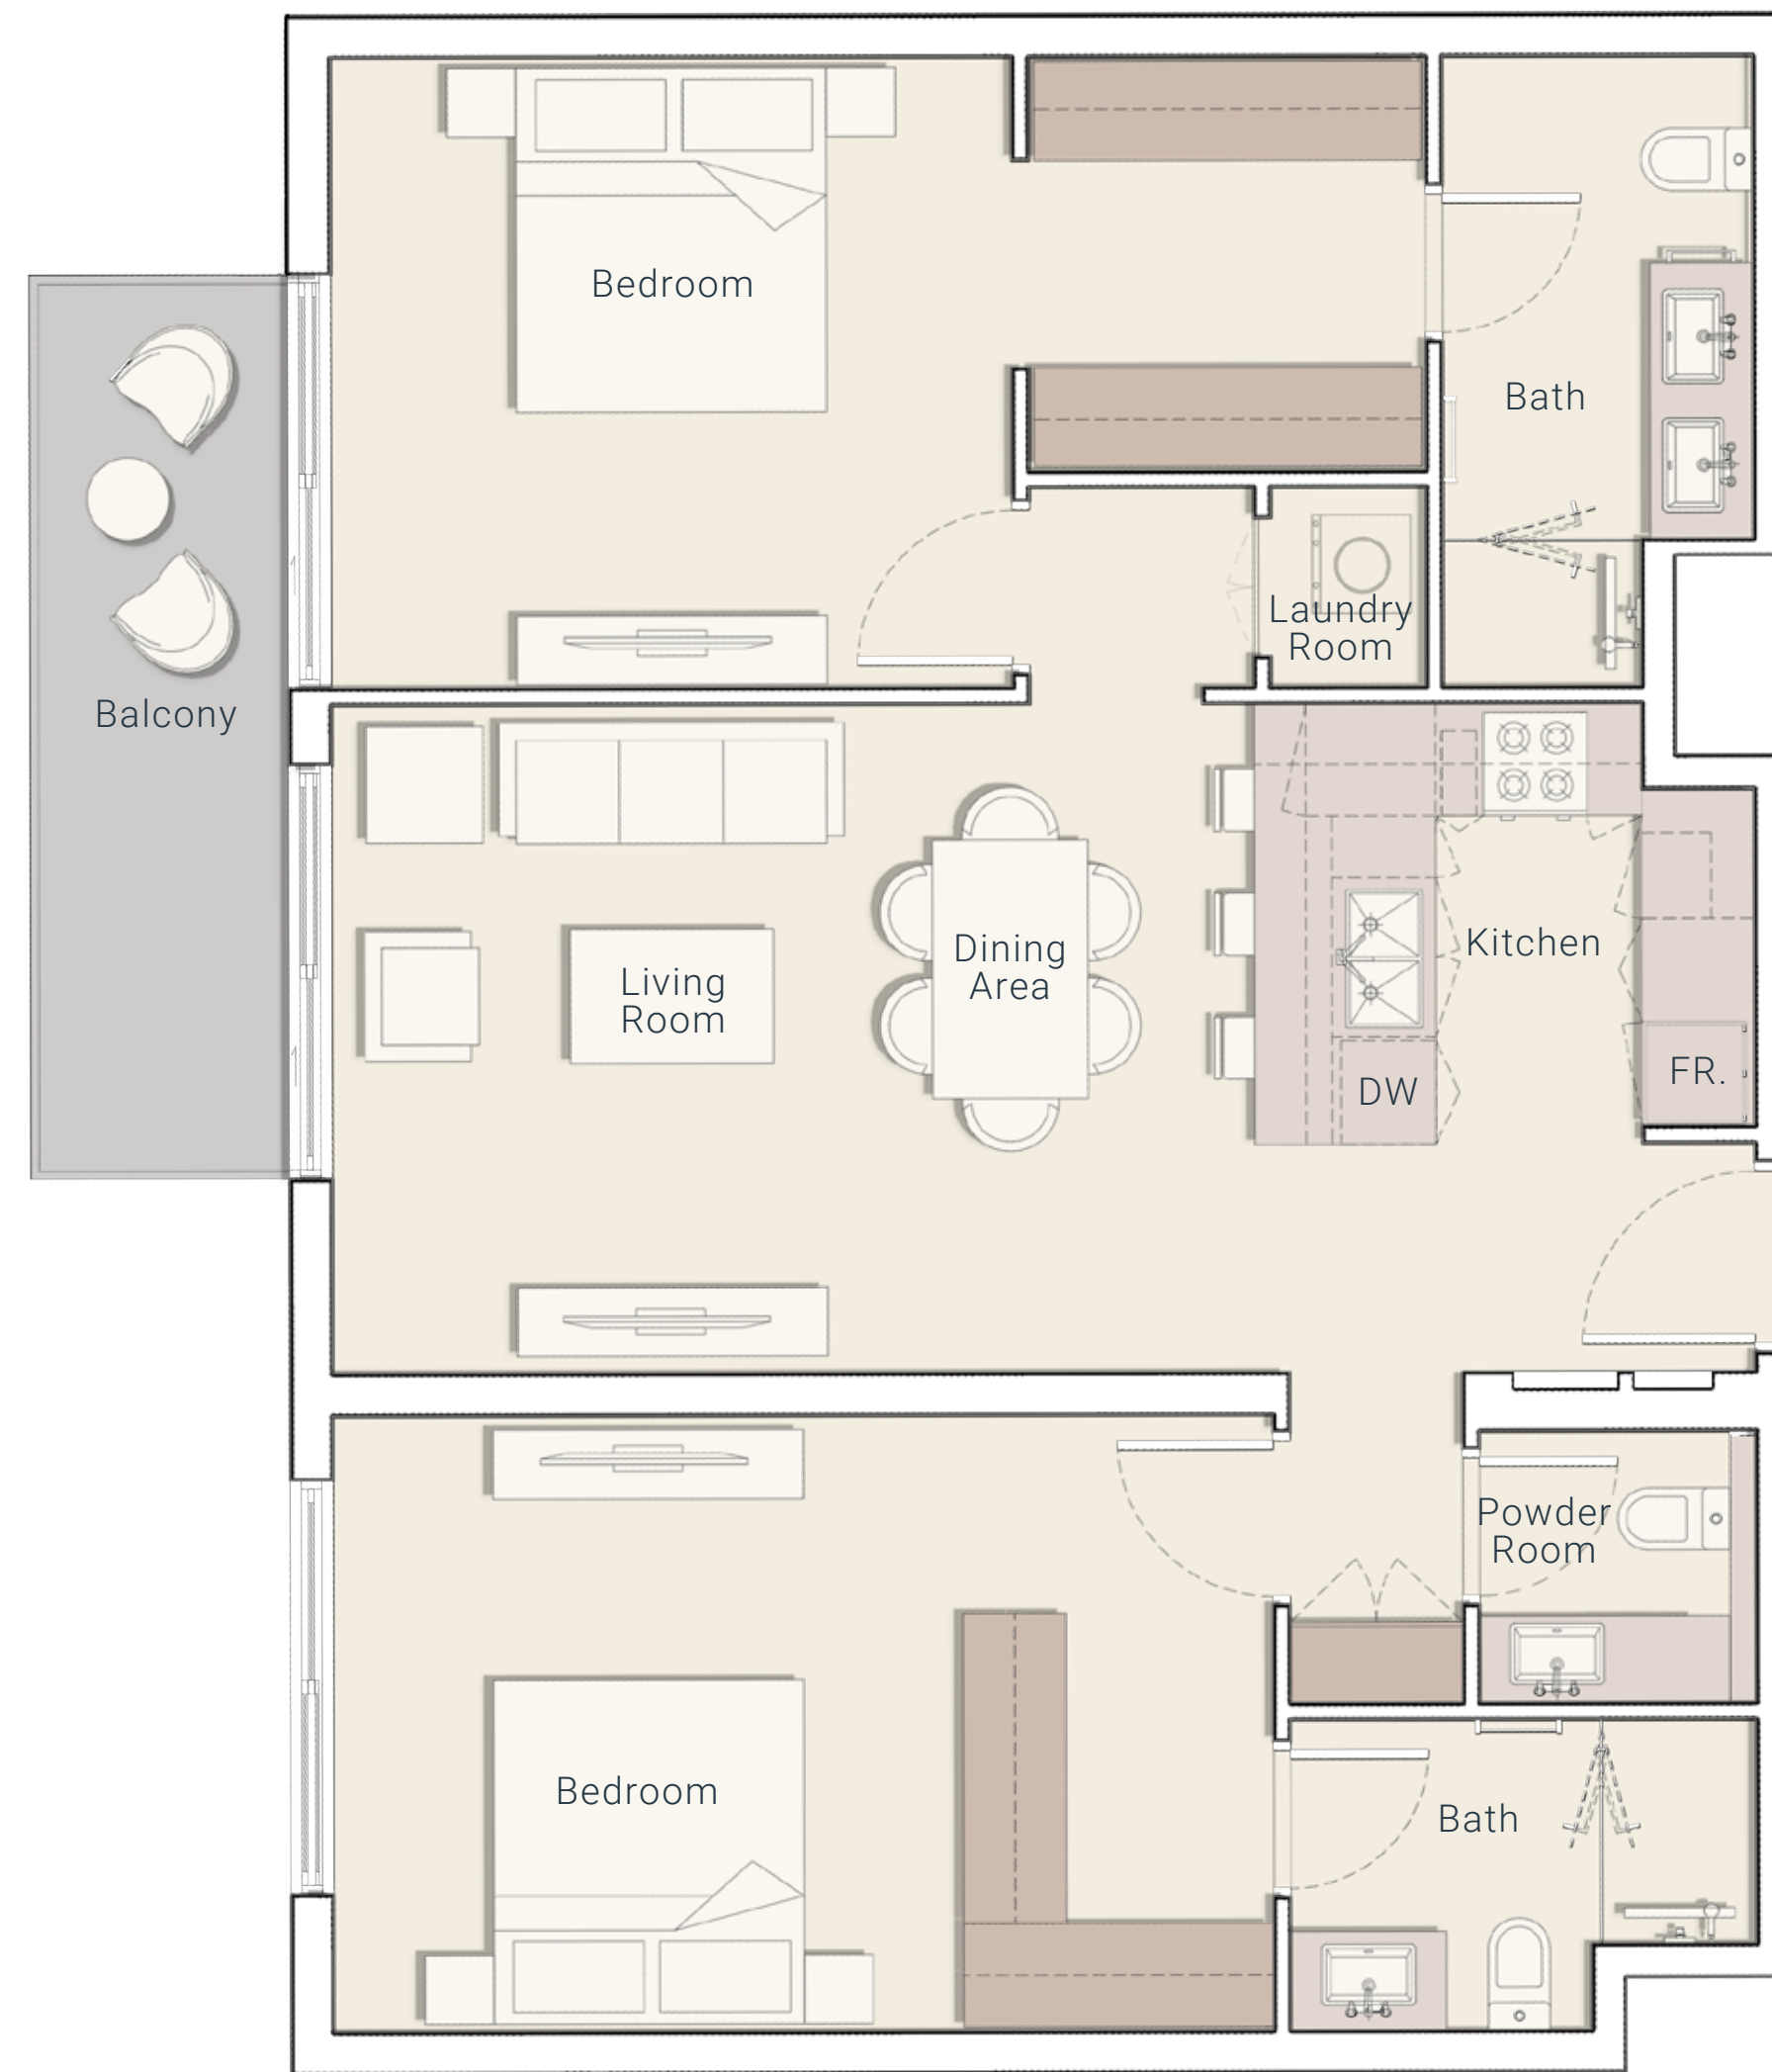 Bedroom
Bath
Laundry
Room
Balcony
Living
Room
Dining
Area
Kitchen
FR.
DW
Powder
Room
Bedroom
Bath